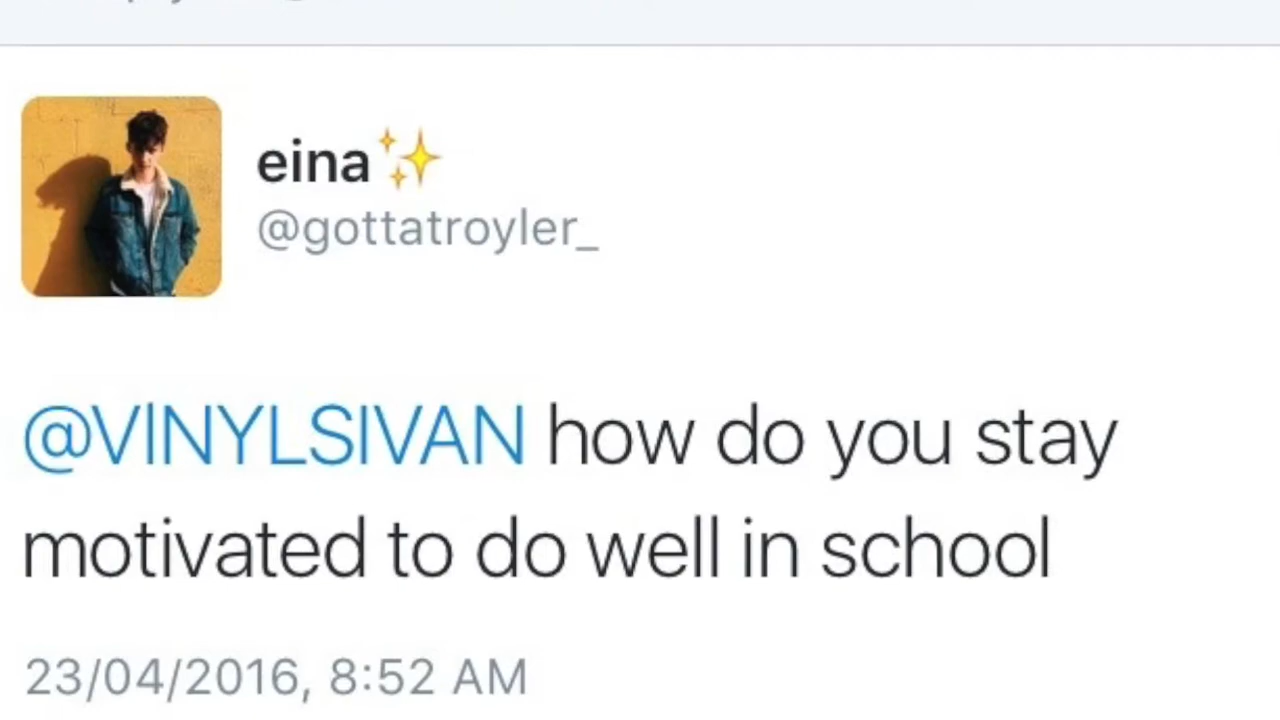 eina✨
@gottatroyler_
@VINYLSIVAN how do you stay
motivated to do well in school
23/04/2016, 8:52 AM